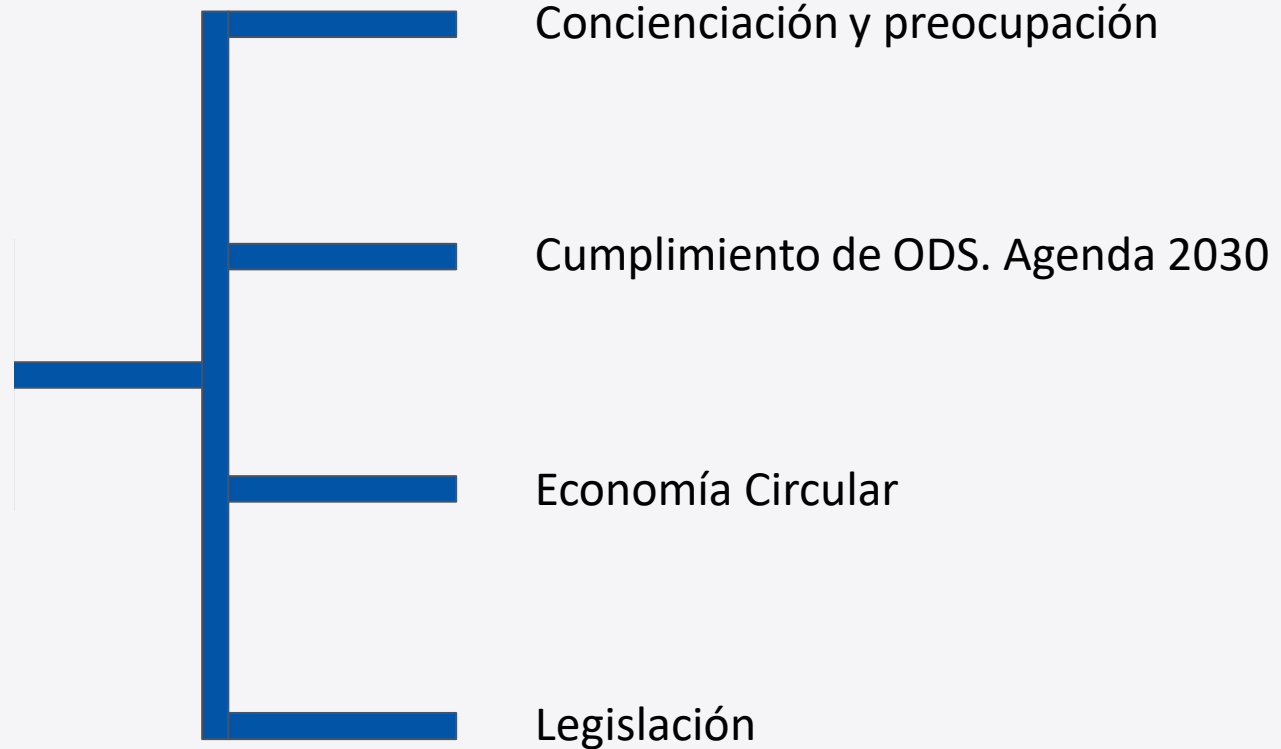 Concienciación y preocupación
Cumplimiento de ODS. Agenda 2030
Economía Circular
Legislación